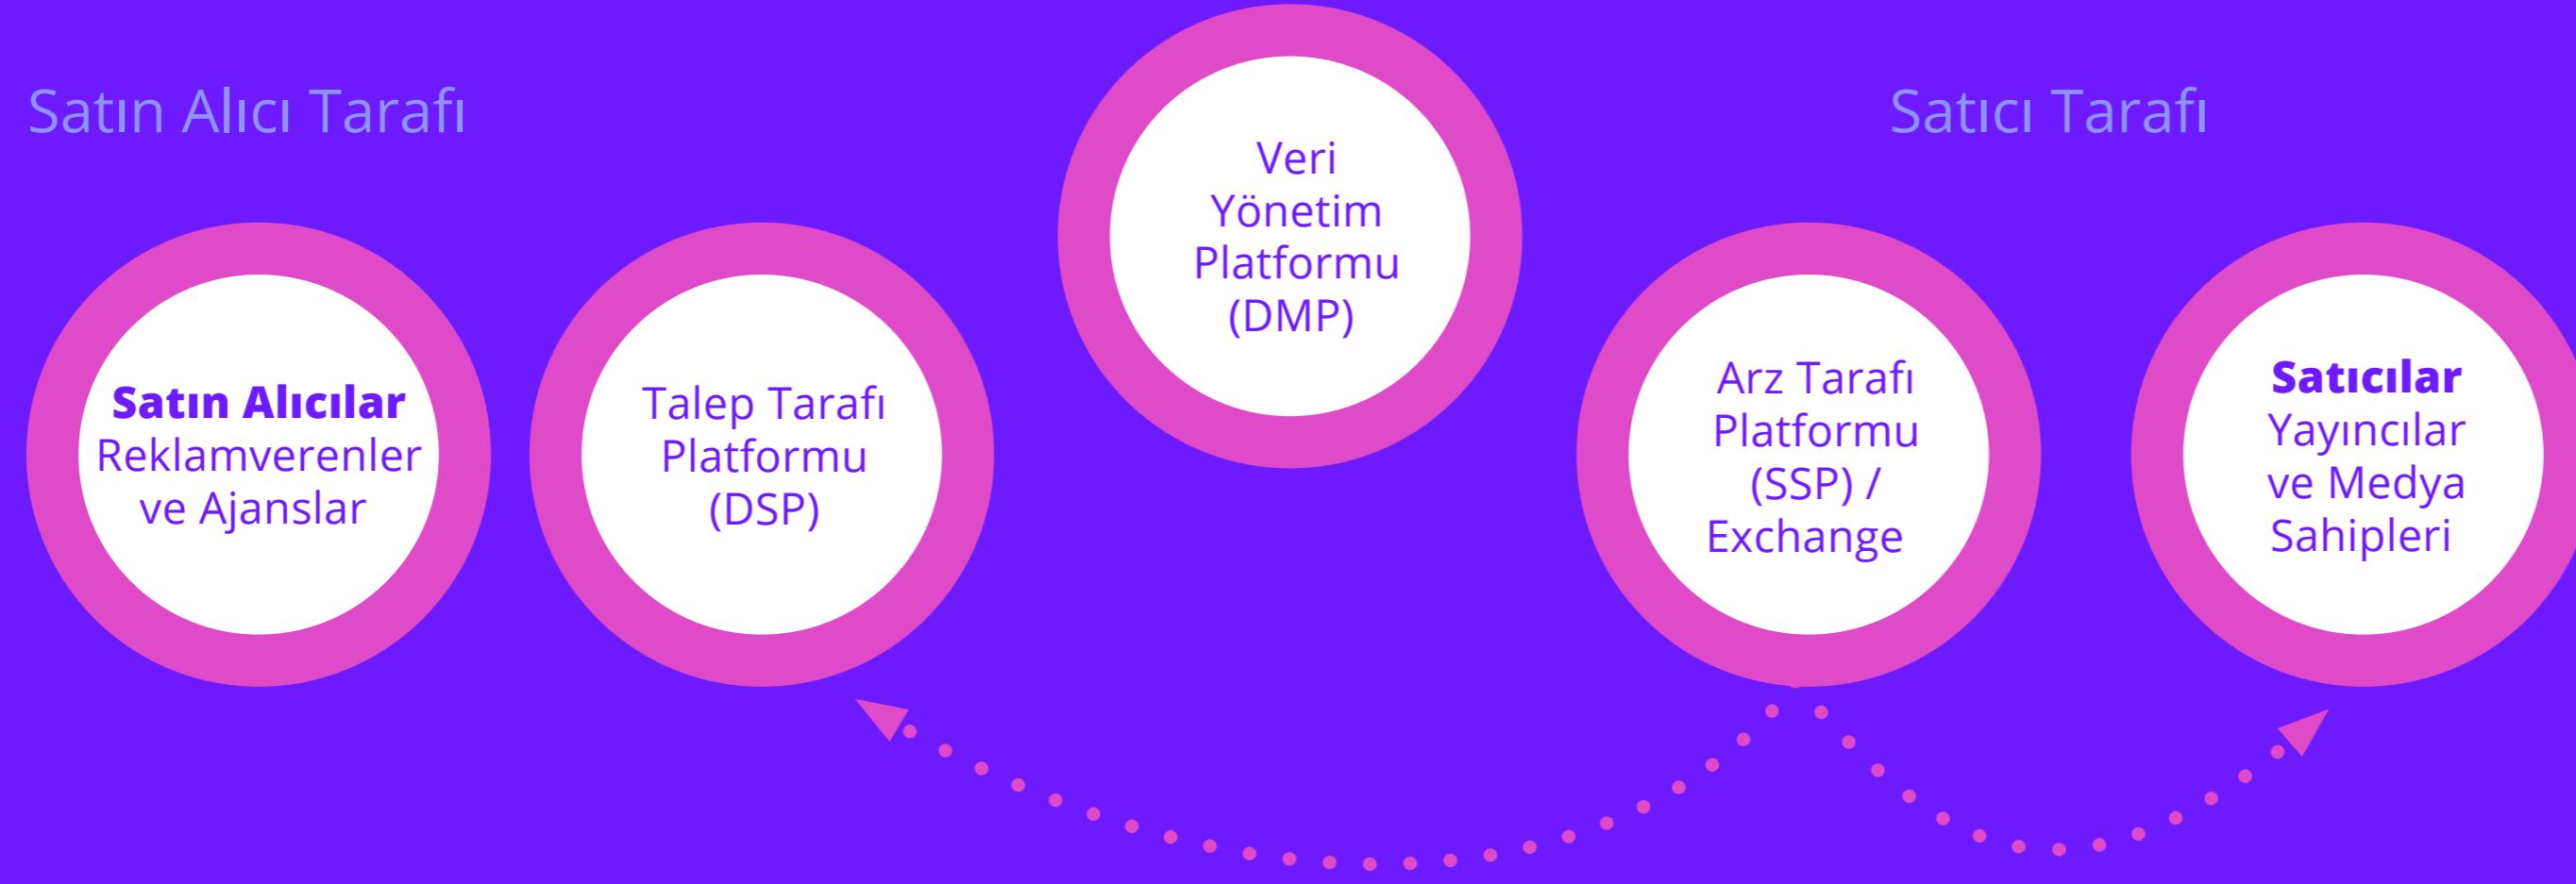 Satın Alıcı Tarafı
Satıcı Tarafı
Satın Alıcılar
Reklamverenler
ve Ajanslar
Talep Tarafı
Platformu
(DSP)
Veri
Yönetim
Platformu
(DMP)
Arz Tarafı
Platformu
(SSP) /
Exchange
Satıcılar
Yayıncılar
ve Medya
Sahipleri